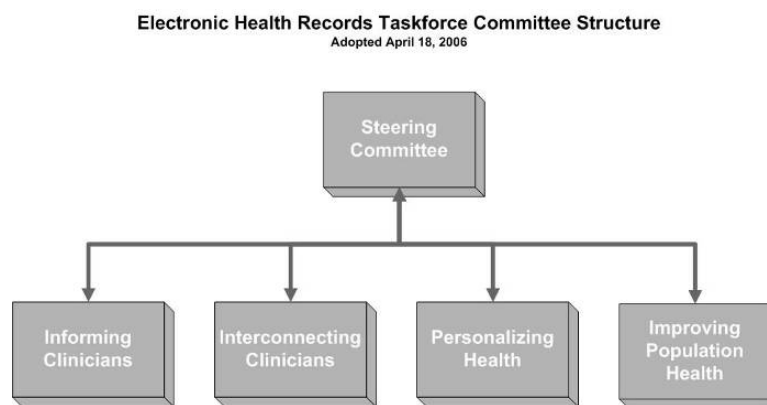 Electronic Health Records Taskforce Committee Structure
Adopted April 18, 2006
Steering
Committee
Informing
Clinicians
Interconnecting
Clinicians
Personalizing
Health
Improving
Population
Health